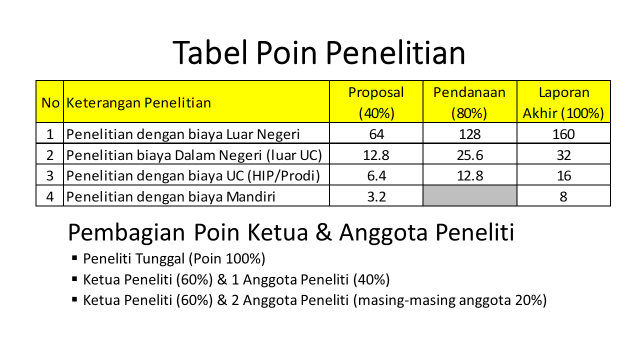 Tabel Poin Penelitian
No Keterangan Penelitian Proposal (40%) Pendanaan (80%) Laporan Akhir (100%)
1 Penelitian dengan biaya Luar Negeri 64 128 160
2 Penelitian biaya Dalam Negeri (luar UC) 12.8 25.6 32
3 Penelitian dengan biaya UC (HIP/Prodi) 6.4 12.8 16
4 Penelitian dengan biaya Mandiri 3.2 8
Pembagian Poin Ketua & Anggota Peneliti
▪ Peneliti Tunggal (Poin 100%)
▪ Ketua Peneliti (60%) & 1 Anggota Peneliti (40%)
▪ Ketua Peneliti (60%) & 2 Anggota Peneliti (masing-masing anggota 20%)